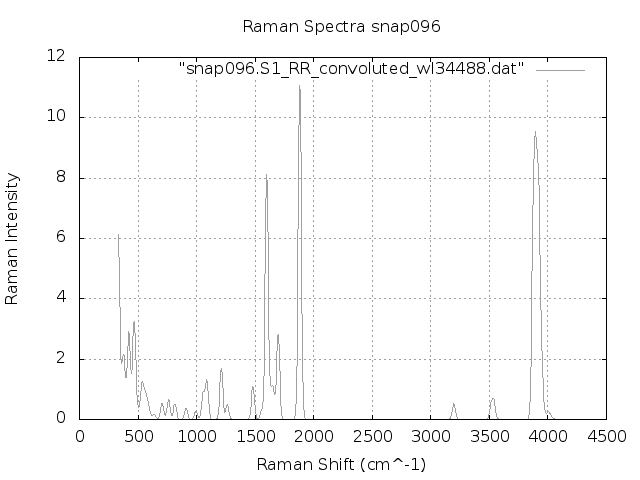 Raman Spectra snap096
"snap096.S1_RR_convoluted_wl34488.dat"
Raman Intensity
12
10
8
6
4
2
0
0 500 1000 1500 2000 2500 3000 3500 4000 4500
Raman Shift (cm^-1)